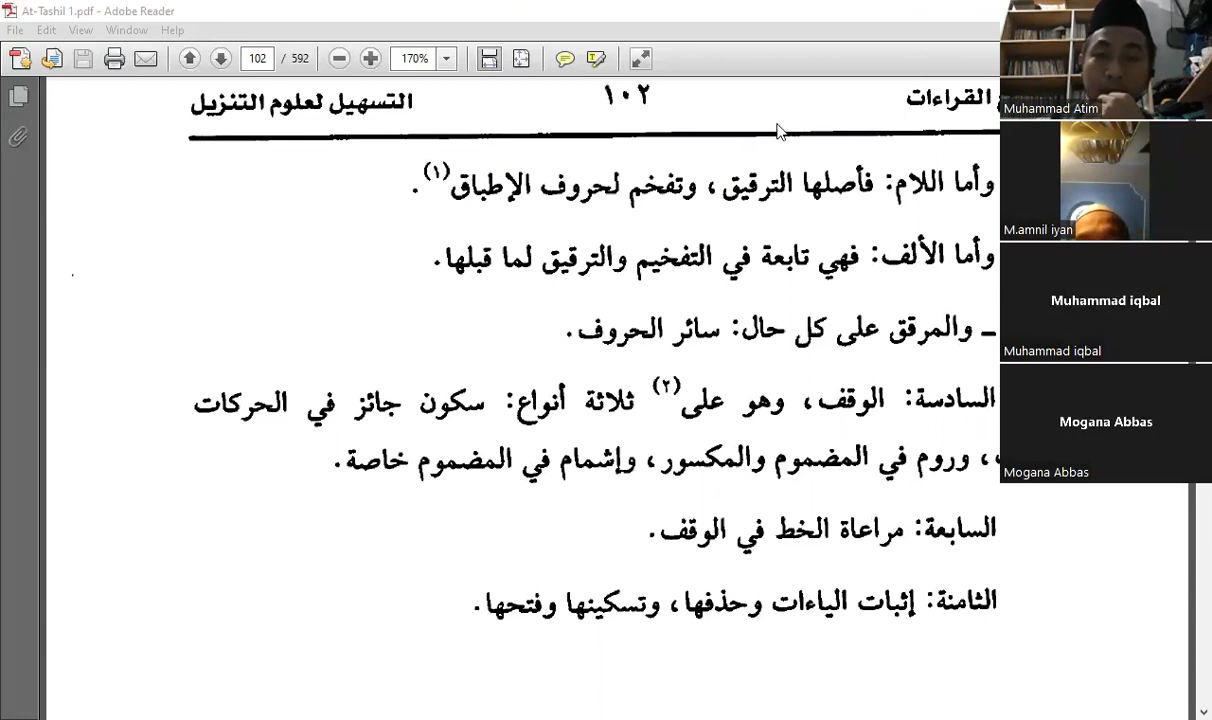 At-Tashil 1.pdf - Adobe Reader
File Edit View Window Help
102 / 592 170%
القراءات ١٠٢ التسهيل لعلوم التنزيل
وأما اللام: فأصلها الترقيق، وتفخم لحروف الإطباق(١).
وأما الألف: فهي تابعة في التفخيم والترقيق لما قبلها.
ـ والمرقق على كل حال: سائر الحروف.
السادسة: الوقف، وهو على(٢) ثلاثة أنواع: سكون جائز في الحركات
، وروم في المضموم والمكسور، وإشمام في المضموم خاصة.
السابعة: مراعاة الخط في الوقف.
الثامنة: إثبات الياءات وحذفها، وتسكينها وفتحها.
Muhammad Atim
M.amnil iyan
Muhammad iqbal
Muhammad iqbal
Mogana Abbas
Mogana Abbas